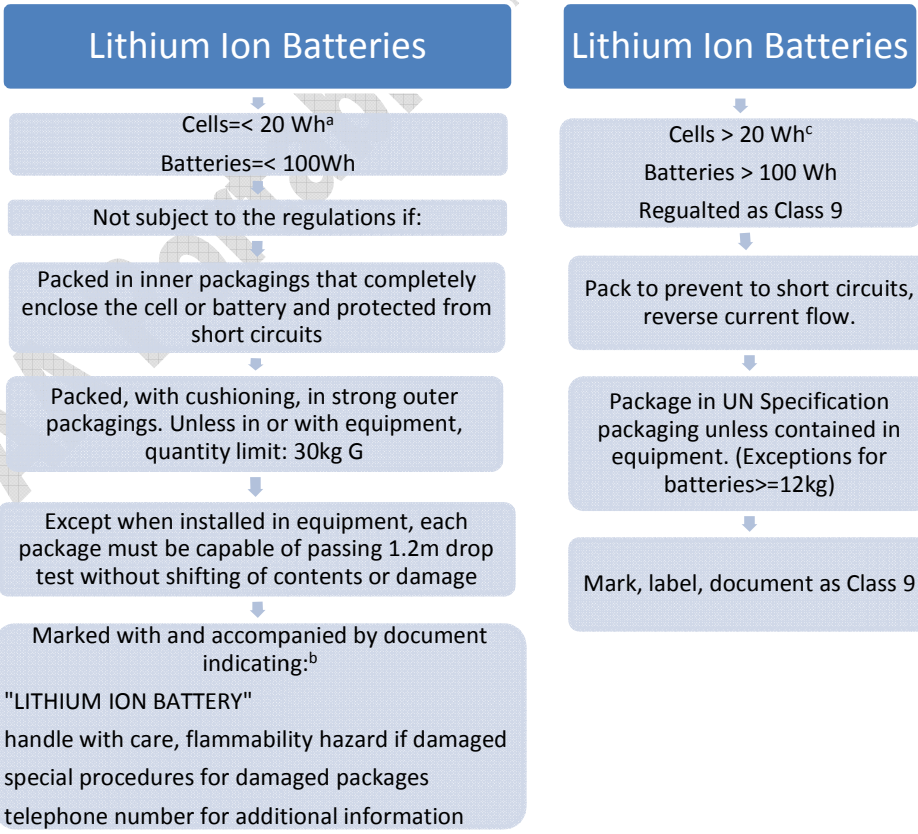 Lithium Ion Batteries
Cells=< 20 Whᵃ
Batteries=< 100Wh
Not subject to the regulations if:
Packed in inner packagings that completely
enclose the cell or battery and protected from
short circuits
Packed, with cushioning, in strong outer
packagings. Unless in or with equipment,
quantity limit: 30kg G
Except when installed in equipment, each
package must be capable of passing 1.2m drop
test without shifting of contents or damage
Marked with and accompanied by document
indicating:ᵇ
"LITHIUM ION BATTERY"
handle with care, flammability hazard if damaged
special procedures for damaged packages
telephone number for additional information
Lithium Ion Batteries
Cells > 20 Whᶜ
Batteries > 100 Wh
Regualted as Class 9
Pack to prevent to short circuits,
reverse current flow.
Package in UN Specification
packaging unless contained in
equipment. (Exceptions for
batteries>=12kg)
Mark, label, document as Class 9